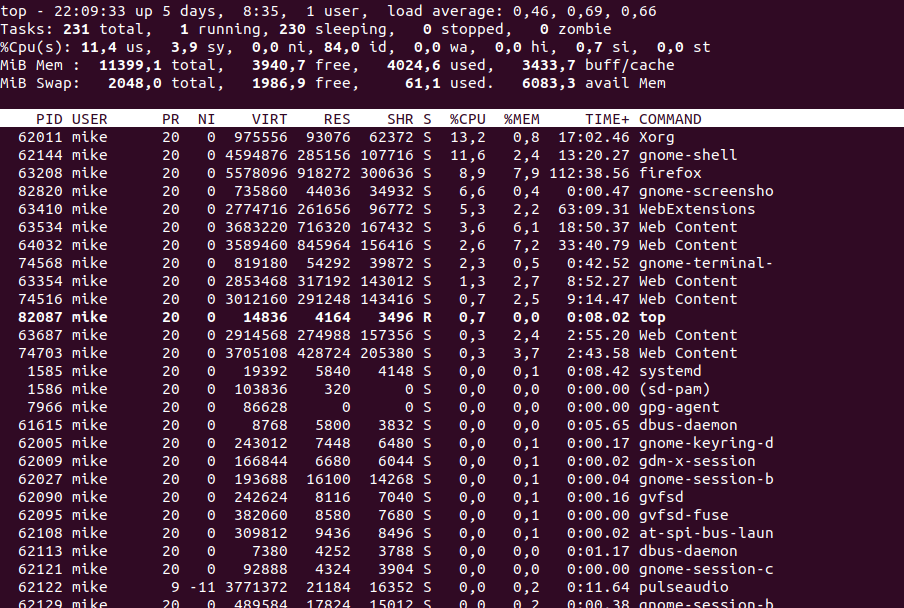 top - 22:09:33 up 5 days,  8:35,  1 user,  load average: 0,46, 0,69, 0,66
Tasks: 231 total,   1 running, 230 sleeping,   0 stopped,   0 zombie
%Cpu(s): 11,4 us,  3,9 sy,  0,0 ni, 84,0 id,  0,0 wa,  0,0 hi,  0,7 si,  0,0 st
MiB Mem :  11399,1 total,   3940,7 free,   4024,6 used,   3433,7 buff/cache
MiB Swap:   2048,0 total,   1986,9 free,     61,1 used.   6083,3 avail Mem
PID USER      PR  NI    VIRT    RES    SHR S  %CPU  %MEM     TIME+ COMMAND
62011 mike      20   0  975556  93076  62372 S  13,2   0,8  17:02.46 Xorg
62144 mike      20   0 4594876 285156 107716 S  11,6   2,4  13:20.27 gnome-shell
63208 mike      20   0 5578096 918272 300636 S   8,9   7,9 112:38.56 firefox
82820 mike      20   0  735860  44036  34932 S   6,6   0,4   0:00.47 gnome-screensho
63410 mike      20   0 2774716 261656  96772 S   5,3   2,2  63:09.31 WebExtensions
63534 mike      20   0 3683220 716320 167432 S   3,6   6,1  18:50.37 Web Content
64032 mike      20   0 3589460 845964 156416 S   2,6   7,2  33:40.79 Web Content
74568 mike      20   0  819180  54292  39872 S   2,3   0,5   0:42.52 gnome-terminal-
63354 mike      20   0 2853468 317192 143012 S   1,3   2,7   8:52.27 Web Content
74516 mike      20   0 3012160 291248 143416 S   0,7   2,5   9:14.47 Web Content
82087 mike      20   0   14836   4164   3496 R   0,7   0,0   0:08.02 top
63687 mike      20   0 2914568 274988 157356 S   0,3   2,4   2:55.20 Web Content
74703 mike      20   0 3705108 428724 205380 S   0,3   3,7   2:43.58 Web Content
1585 mike      20   0   19392   5840   4148 S   0,0   0,0   0:08.42 systemd
1586 mike      20   0  103836    320      0 S   0,0   0,0   0:00.00 (sd-pam)
7966 mike      20   0   86628      0      0 S   0,0   0,0   0:00.00 gpg-agent
61615 mike      20   0    8768   5800   3832 S   0,0   0,0   0:05.65 dbus-daemon
62005 mike      20   0  243012   7448   6480 S   0,0   0,1   0:00.17 gnome-keyring-d
62009 mike      20   0  166844   6680   6044 S   0,0   0,1   0:00.02 gdm-x-session
62027 mike      20   0  193688  16100  14268 S   0,0   0,1   0:00.04 gnome-session-b
62090 mike      20   0  242624   8116   7040 S   0,0   0,1   0:00.16 gvfsd
62095 mike      20   0  382060   8580   7680 S   0,0   0,1   0:00.00 gvfsd-fuse
62108 mike      20   0  309812   9436   8496 S   0,0   0,1   0:00.02 at-spi-bus-laun
62113 mike      20   0    7380   4252   3788 S   0,0   0,0   0:01.17 dbus-daemon
62121 mike      20   0   92888   4324   3904 S   0,0   0,0   0:00.00 gnome-session-c
62122 mike       9 -11 3771372  21184  16352 S   0,0   0,2   0:11.64 pulseaudio
62129 mike      20   0  489584  17824  15012 S   0,0   0,2   0:00.38 gnome-session-b